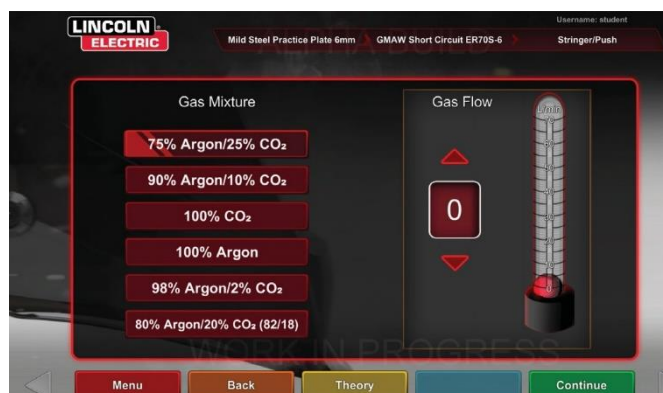 LINCOLN
ELECTRIC
Username: student
Mild Steel Practice Plate 6mm
GMAW Short Circuit ER70S-6
Stringer/Push
Gas Mixture
Gas Flow
75% Argon/25% CO₂
90% Argon/10% CO₂
100% CO₂
100% Argon
98% Argon/2% CO₂
80% Argon/20% CO₂ (82/18)
0
WORK IN PROGRESS
Menu
Back
Theory
Continue